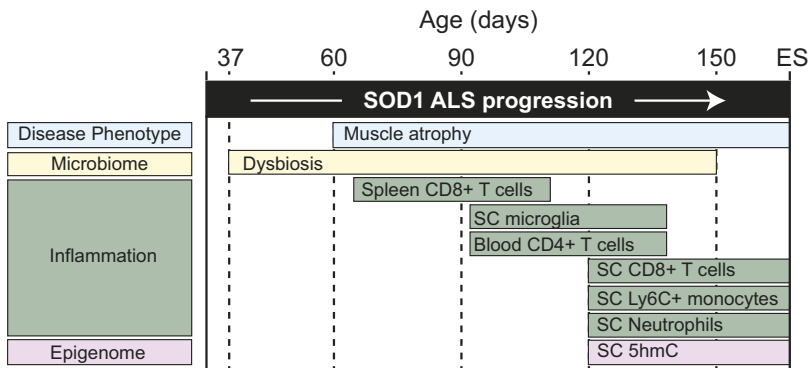 Age (days)
37 60 90 120 150 ES
SOD1 ALS progression
Disease Phenotype Muscle atrophy
Microbiome Dysbiosis
Spleen CD8+ T cells
SC microglia
Inflammation Blood CD4+ T cells
SC CD8+ T cells
SC Ly6C+ monocytes
SC Neutrophils
Epigenome SC 5hmC